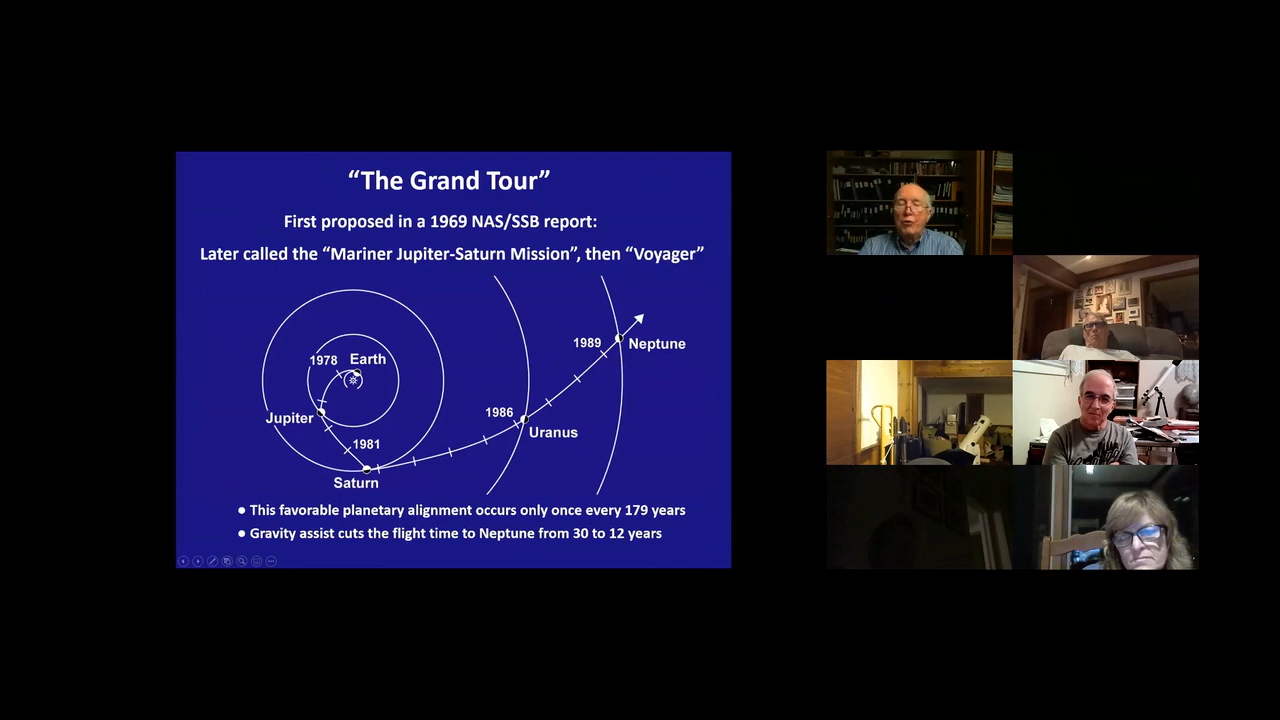 “The Grand Tour”
First proposed in a 1969 NAS/SSB report:
Later called the “Mariner Jupiter-Saturn Mission”, then “Voyager”
1989
Neptune
1978
Earth
Jupiter
1986
Uranus
1981
Saturn
● This favorable planetary alignment occurs only once every 179 years
● Gravity assist cuts the flight time to Neptune from 30 to 12 years